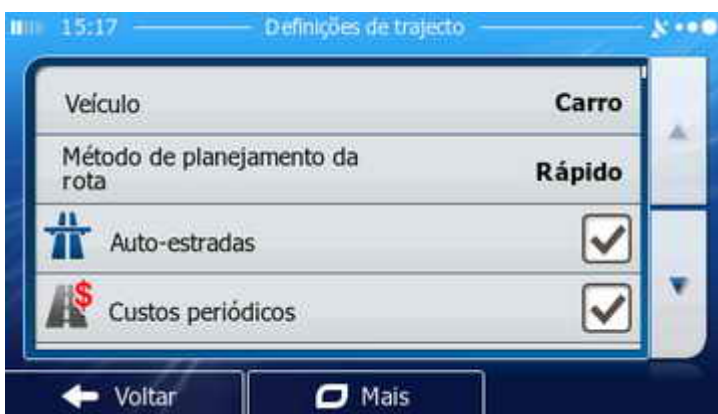 15:17 Definições de trajecto
Veículo Carro
Método de planejamento da
rota
Rápido
Auto-estradas
$
Custos periódicos
Voltar Mais